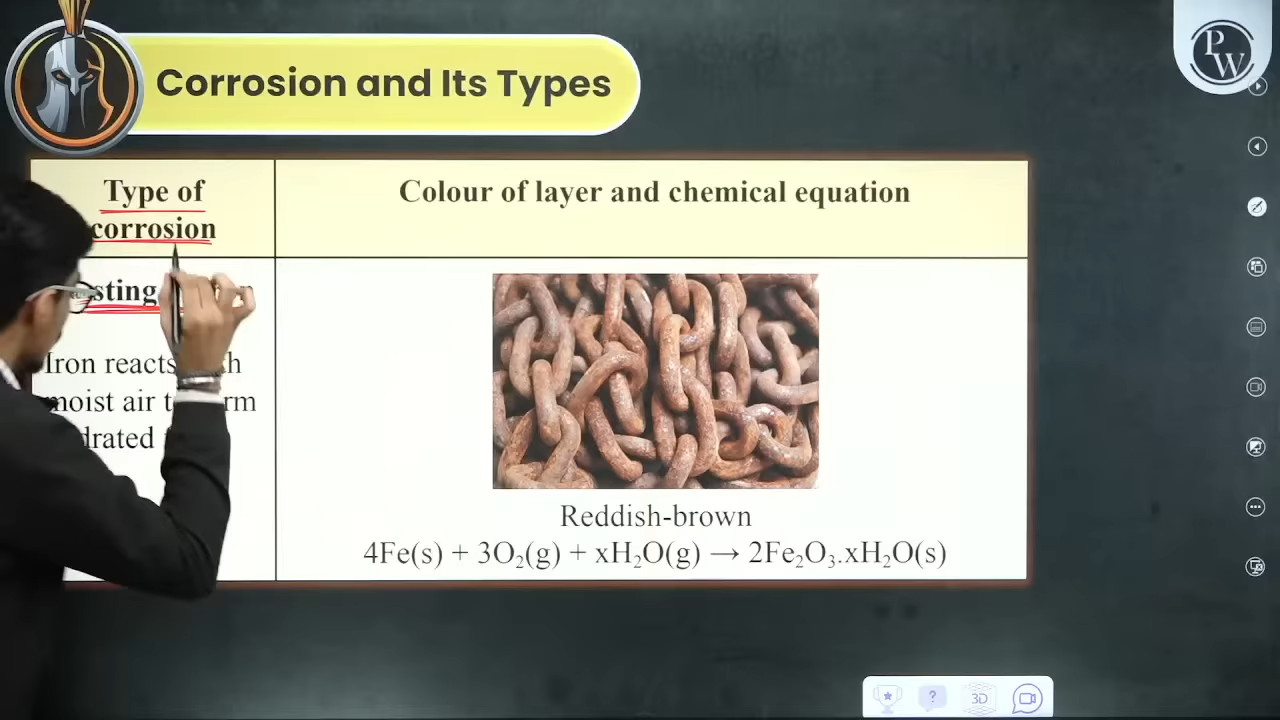 Corrosion and Its Types
P
W
Type of
corrosion
Colour of layer and chemical equation
Iron reacts
moist air
Reddish-brown
4Fe(s) + 3O₂(g) + xH₂O(g) → 2Fe₂O₃.xH₂O(s)
?
3D